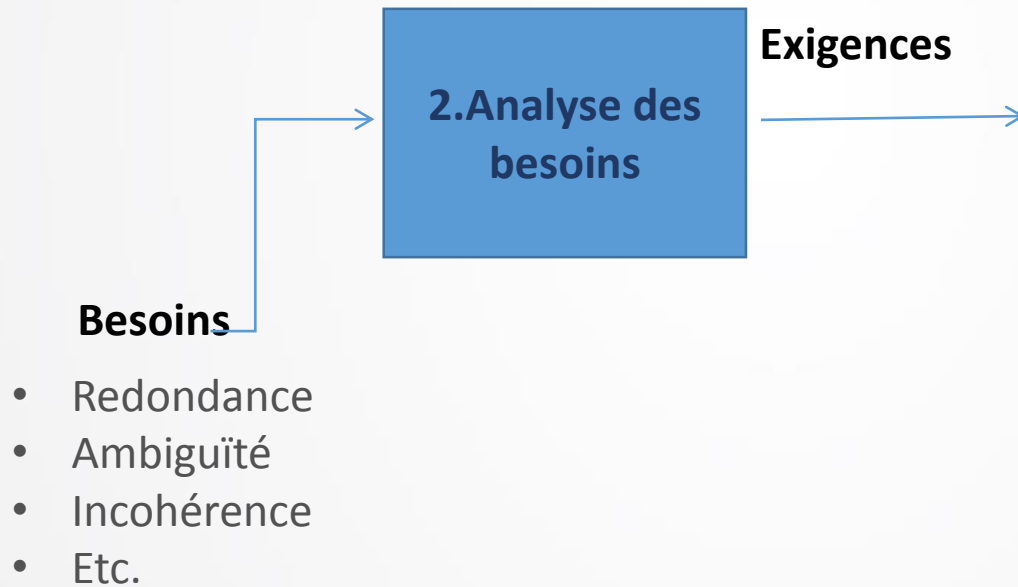 Exigences
2.Analyse des
besoins
Besoins
• Redondance
• Ambiguïté
• Incohérence
• Etc.